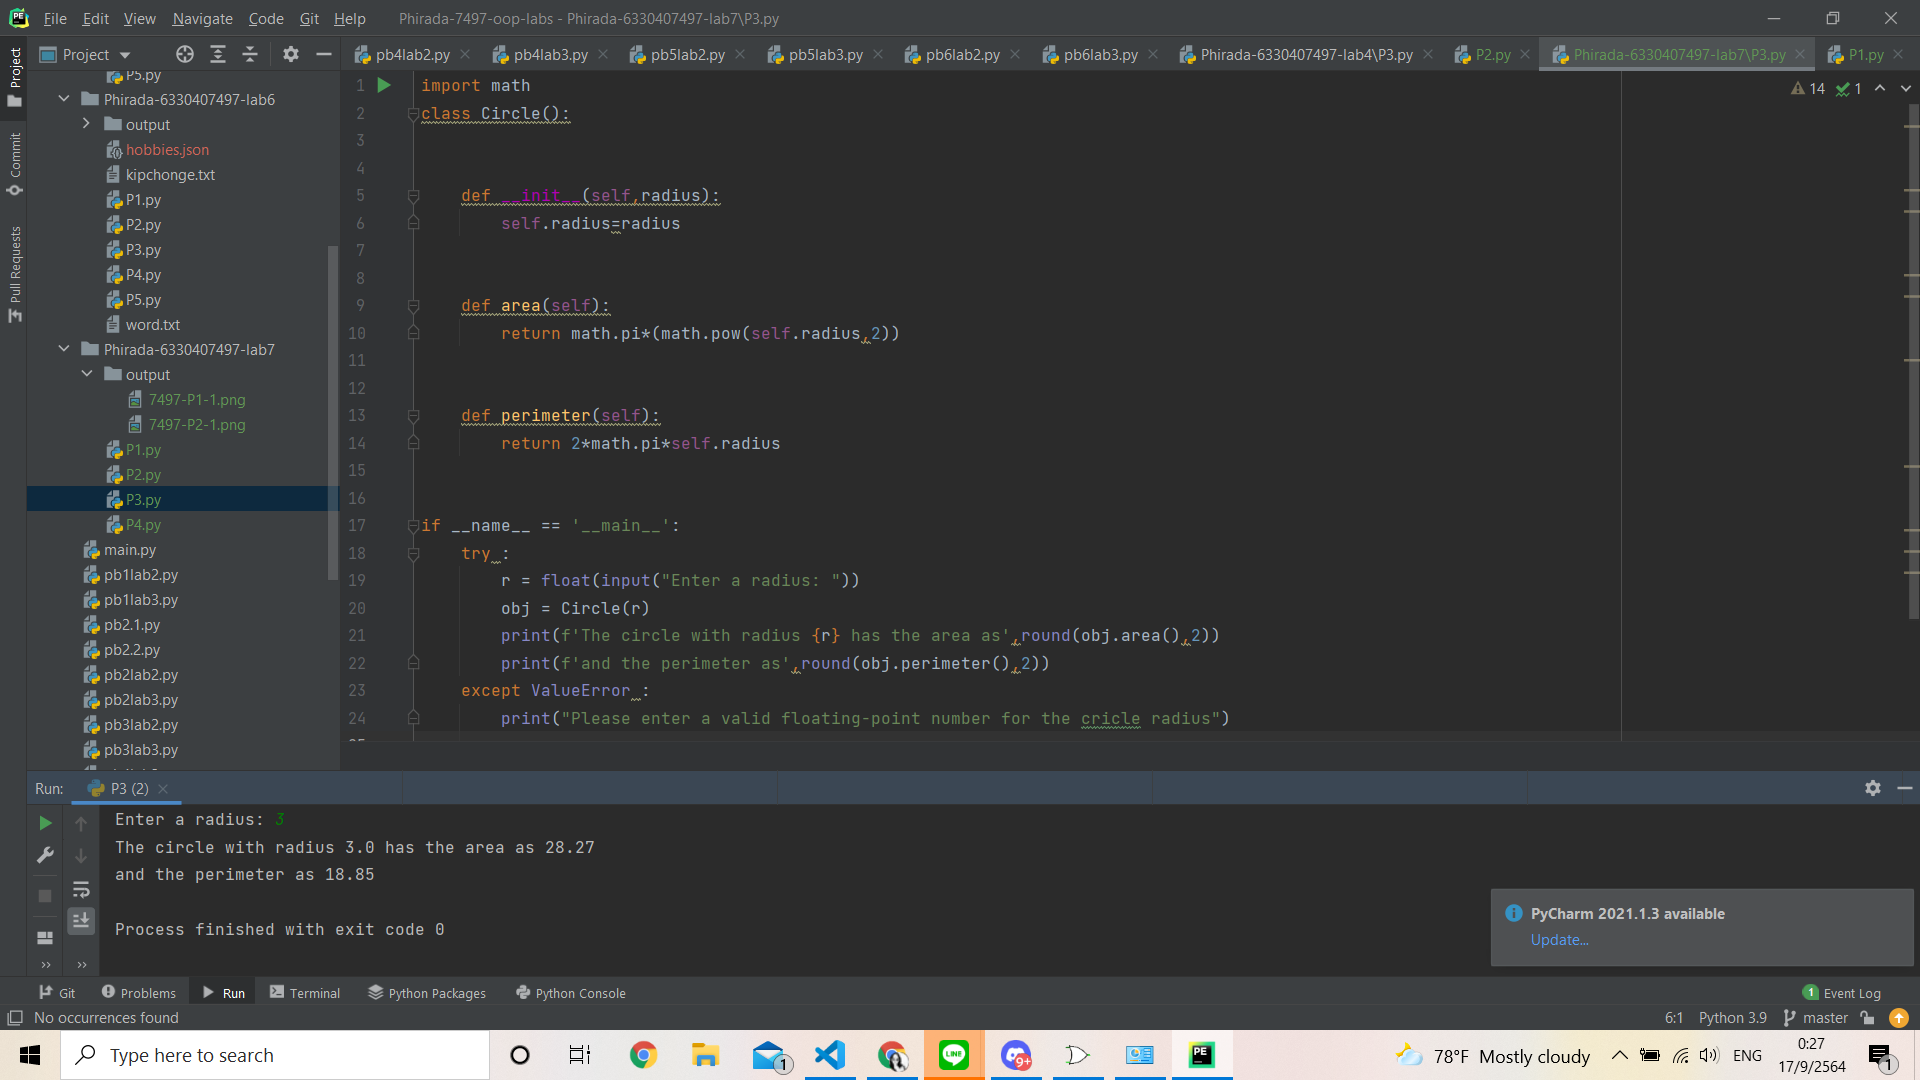 File Edit View Navigate Code Git Help Phirada-7497-oop-labs - Phirada-6330407497-lab7\P3.py
Project
pb4lab2.py pb4lab3.py pb5lab2.py pb5lab3.py pb6lab2.py pb6lab3.py Phirada-6330407497-lab4\P3.py P2.py Phirada-6330407497-lab7\P3.py P1.py
Project
Commit
Pull Requests
P5.py
Phirada-6330407497-lab6
output
hobbies.json
kipchonge.txt
P1.py
P2.py
P3.py
P4.py
P5.py
word.txt
Phirada-6330407497-lab7
output
7497-P1-1.png
7497-P2-1.png
P1.py
P2.py
P3.py
P4.py
main.py
pb1lab2.py
pb1lab3.py
pb2.1.py
pb2.2.py
pb2lab2.py
pb2lab3.py
pb3lab2.py
pb3lab3.py
14 1
1 import math
2 class Circle():
3
4
5 def __init__(self,radius):
6 self.radius=radius
7
8
9 def area(self):
10 return math.pi*(math.pow(self.radius,2))
11
12
13 def perimeter(self):
14 return 2*math.pi*self.radius
15
16
17 if __name__ == '__main__':
18 try :
19 r = float(input("Enter a radius: "))
20 obj = Circle(r)
21 print(f'The circle with radius {r} has the area as',round(obj.area(),2))
22 print(f'and the perimeter as',round(obj.perimeter(),2))
23 except ValueError :
24 print("Please enter a valid floating-point number for the cricle radius")
Run: P3 (2)
Enter a radius: 3
The circle with radius 3.0 has the area as 28.27
and the perimeter as 18.85
Process finished with exit code 0
PyCharm 2021.1.3 available
Update...
Git Problems Run Terminal Python Packages Python Console 1 Event Log
No occurrences found 6:1 Python 3.9 master
Type here to search 1 LINE 9+ PE 78°F Mostly cloudy ENG 0:27
17/9/2564 1